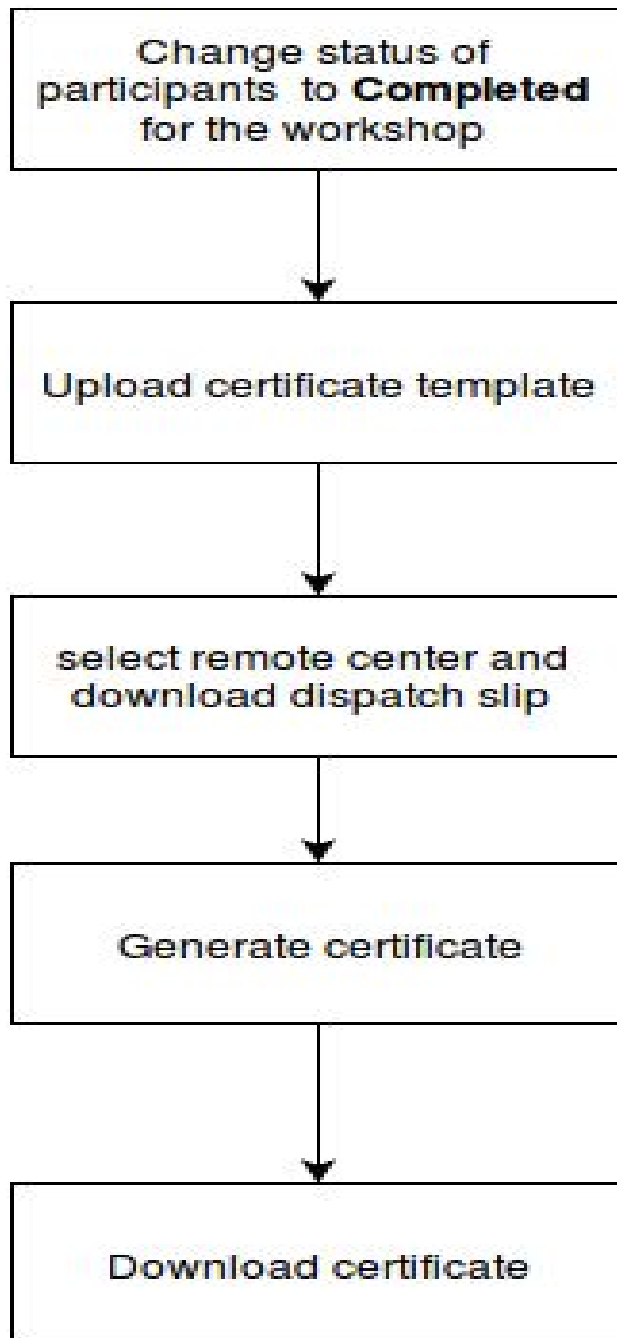 Change status of
participants to Completed
for the workshop
Upload certificate template
select remote center and
download dispatch slip
Generate certificate
Download certificate